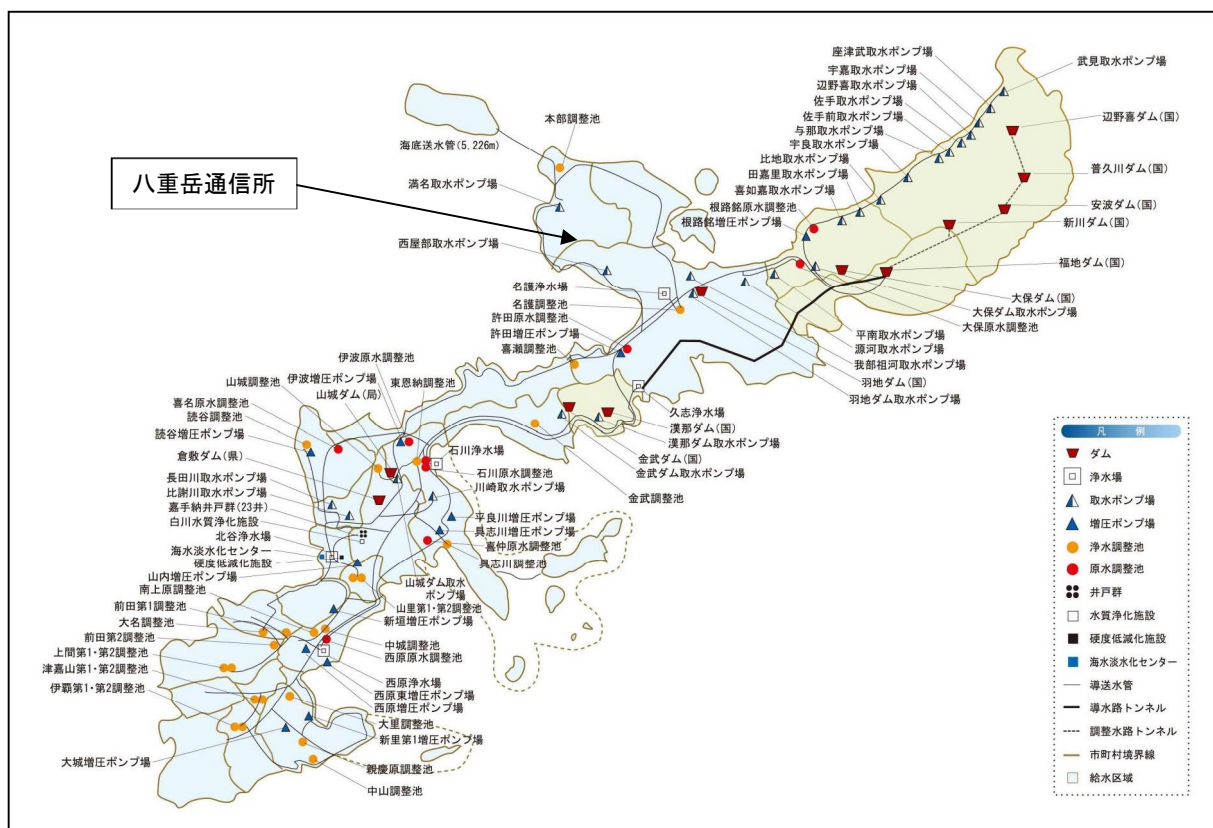 座津武取水ポンプ場
武見取水ポンプ場
宇嘉取水ポンプ場
辺野喜取水ポンプ場
佐手取水ポンプ場
佐手前取水ポンプ場
与那取水ポンプ場
宇良取水ポンプ場
比地取水ポンプ場
田嘉里取水ポンプ場
喜如嘉取水ポンプ場
根路銘原水調整池
根路銘増圧ポンプ場
辺野喜ダム(国)
普久川ダム(国)
安波ダム(国)
新川ダム(国)
福地ダム(国)
大保ダム(国)
大保ダム取水ポンプ場
大保原水調整池
平南取水ポンプ場
源河取水ポンプ場
我部祖河取水ポンプ場
羽地ダム(国)
羽地ダム取水ポンプ場
本部調整池
海底送水管(5,226m)
八重岳通信所
満名取水ポンプ場
西屋部取水ポンプ場
名護浄水場
名護調整池
許田原水調整池
許田増圧ポンプ場
喜瀬調整池
久志浄水場
漢那ダム(国)
漢那ダム取水ポンプ場
金武ダム(国)
金武ダム取水ポンプ場
金武調整池
伊波原水調整池
伊波増圧ポンプ場
東恩納調整池
山城調整池
山城ダム(局)
喜名原水調整池
読谷調整池
読谷増圧ポンプ場
倉敷ダム(県)
長田川取水ポンプ場
比謝川取水ポンプ場
嘉手納井戸群(23井)
白川水質浄化施設
北谷浄水場
海水淡水化センター
硬度低減化施設
山内増圧ポンプ場
石川浄水場
石川原水調整池
川崎取水ポンプ場
平良川増圧ポンプ場
具志川増圧ポンプ場
喜仲原水調整池
具志川調整池
山城ダム取水
ポンプ場
山里第1・第2調整池
新垣増圧ポンプ場
南上原調整池
前田第1調整池
大名調整池
前田第2調整池
上間第1・第2調整池
津嘉山第1・第2調整池
伊覇第1・第2調整池
中城調整池
西原原水調整池
西原浄水場
西原東増圧ポンプ場
西原増圧ポンプ場
大里調整池
新里第1増圧ポンプ場
大城増圧ポンプ場
親慶原調整池
中山調整池
凡例
ダム
浄水場
取水ポンプ場
増圧ポンプ場
浄水調整池
原水調整池
井戸群
水質浄化施設
硬度低減化施設
海水淡水化センター
導送水管
導水路トンネル
調整水路トンネル
市町村境界線
給水区域